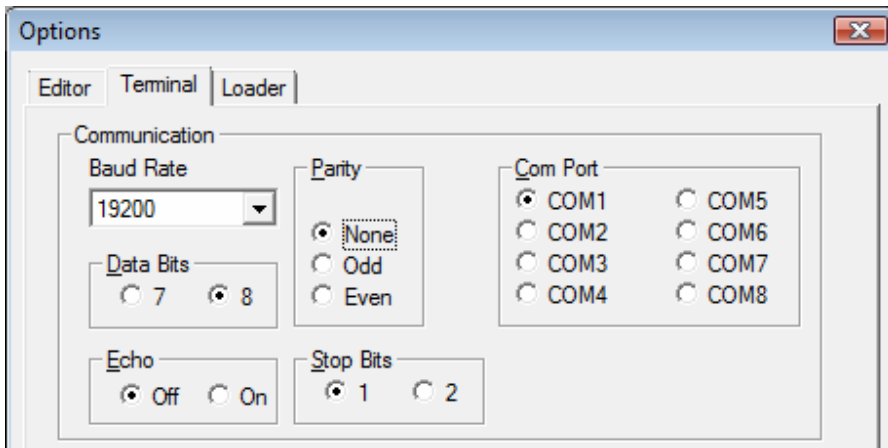 Options
Editor Terminal Loader
Communication
Baud Rate
19200
Parity
None
Odd
Even
Com Port
COM1 COM5
COM2 COM6
COM3 COM7
COM4 COM8
Data Bits
7 8
Echo
Off On
Stop Bits
1 2